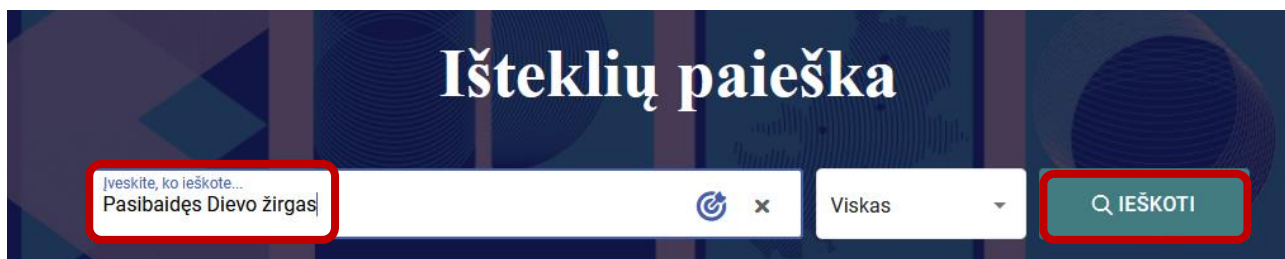 Išteklių paieška
Įveskite, ko ieškote...
Pasibaidęs Dievo žirgas
Viskas
IEŠKOTI